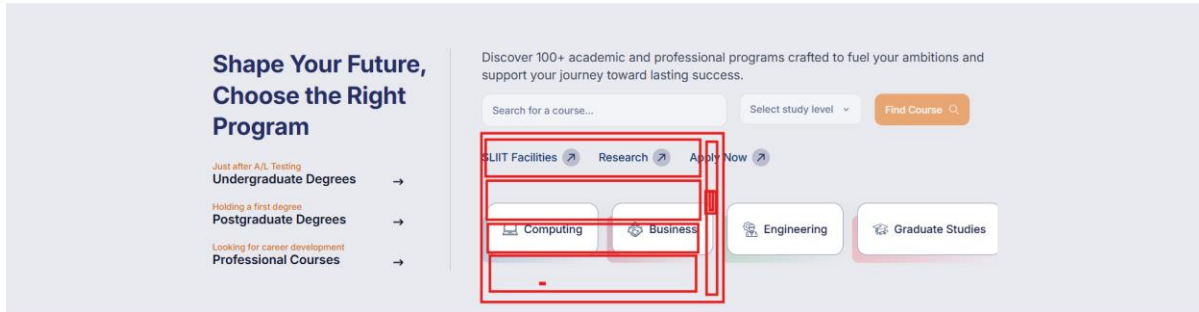 Shape Your Future,
Choose the Right
Program
Just after A/L Testing
Undergraduate Degrees →
Holding a first degree
Postgraduate Degrees →
Looking for career development
Professional Courses →
Discover 100+ academic and professional programs crafted to fuel your ambitions and
support your journey toward lasting success.
Search for a course... Select study level Find Course
SLIIT Facilities Research Apply Now
Computing Business Engineering Graduate Studies